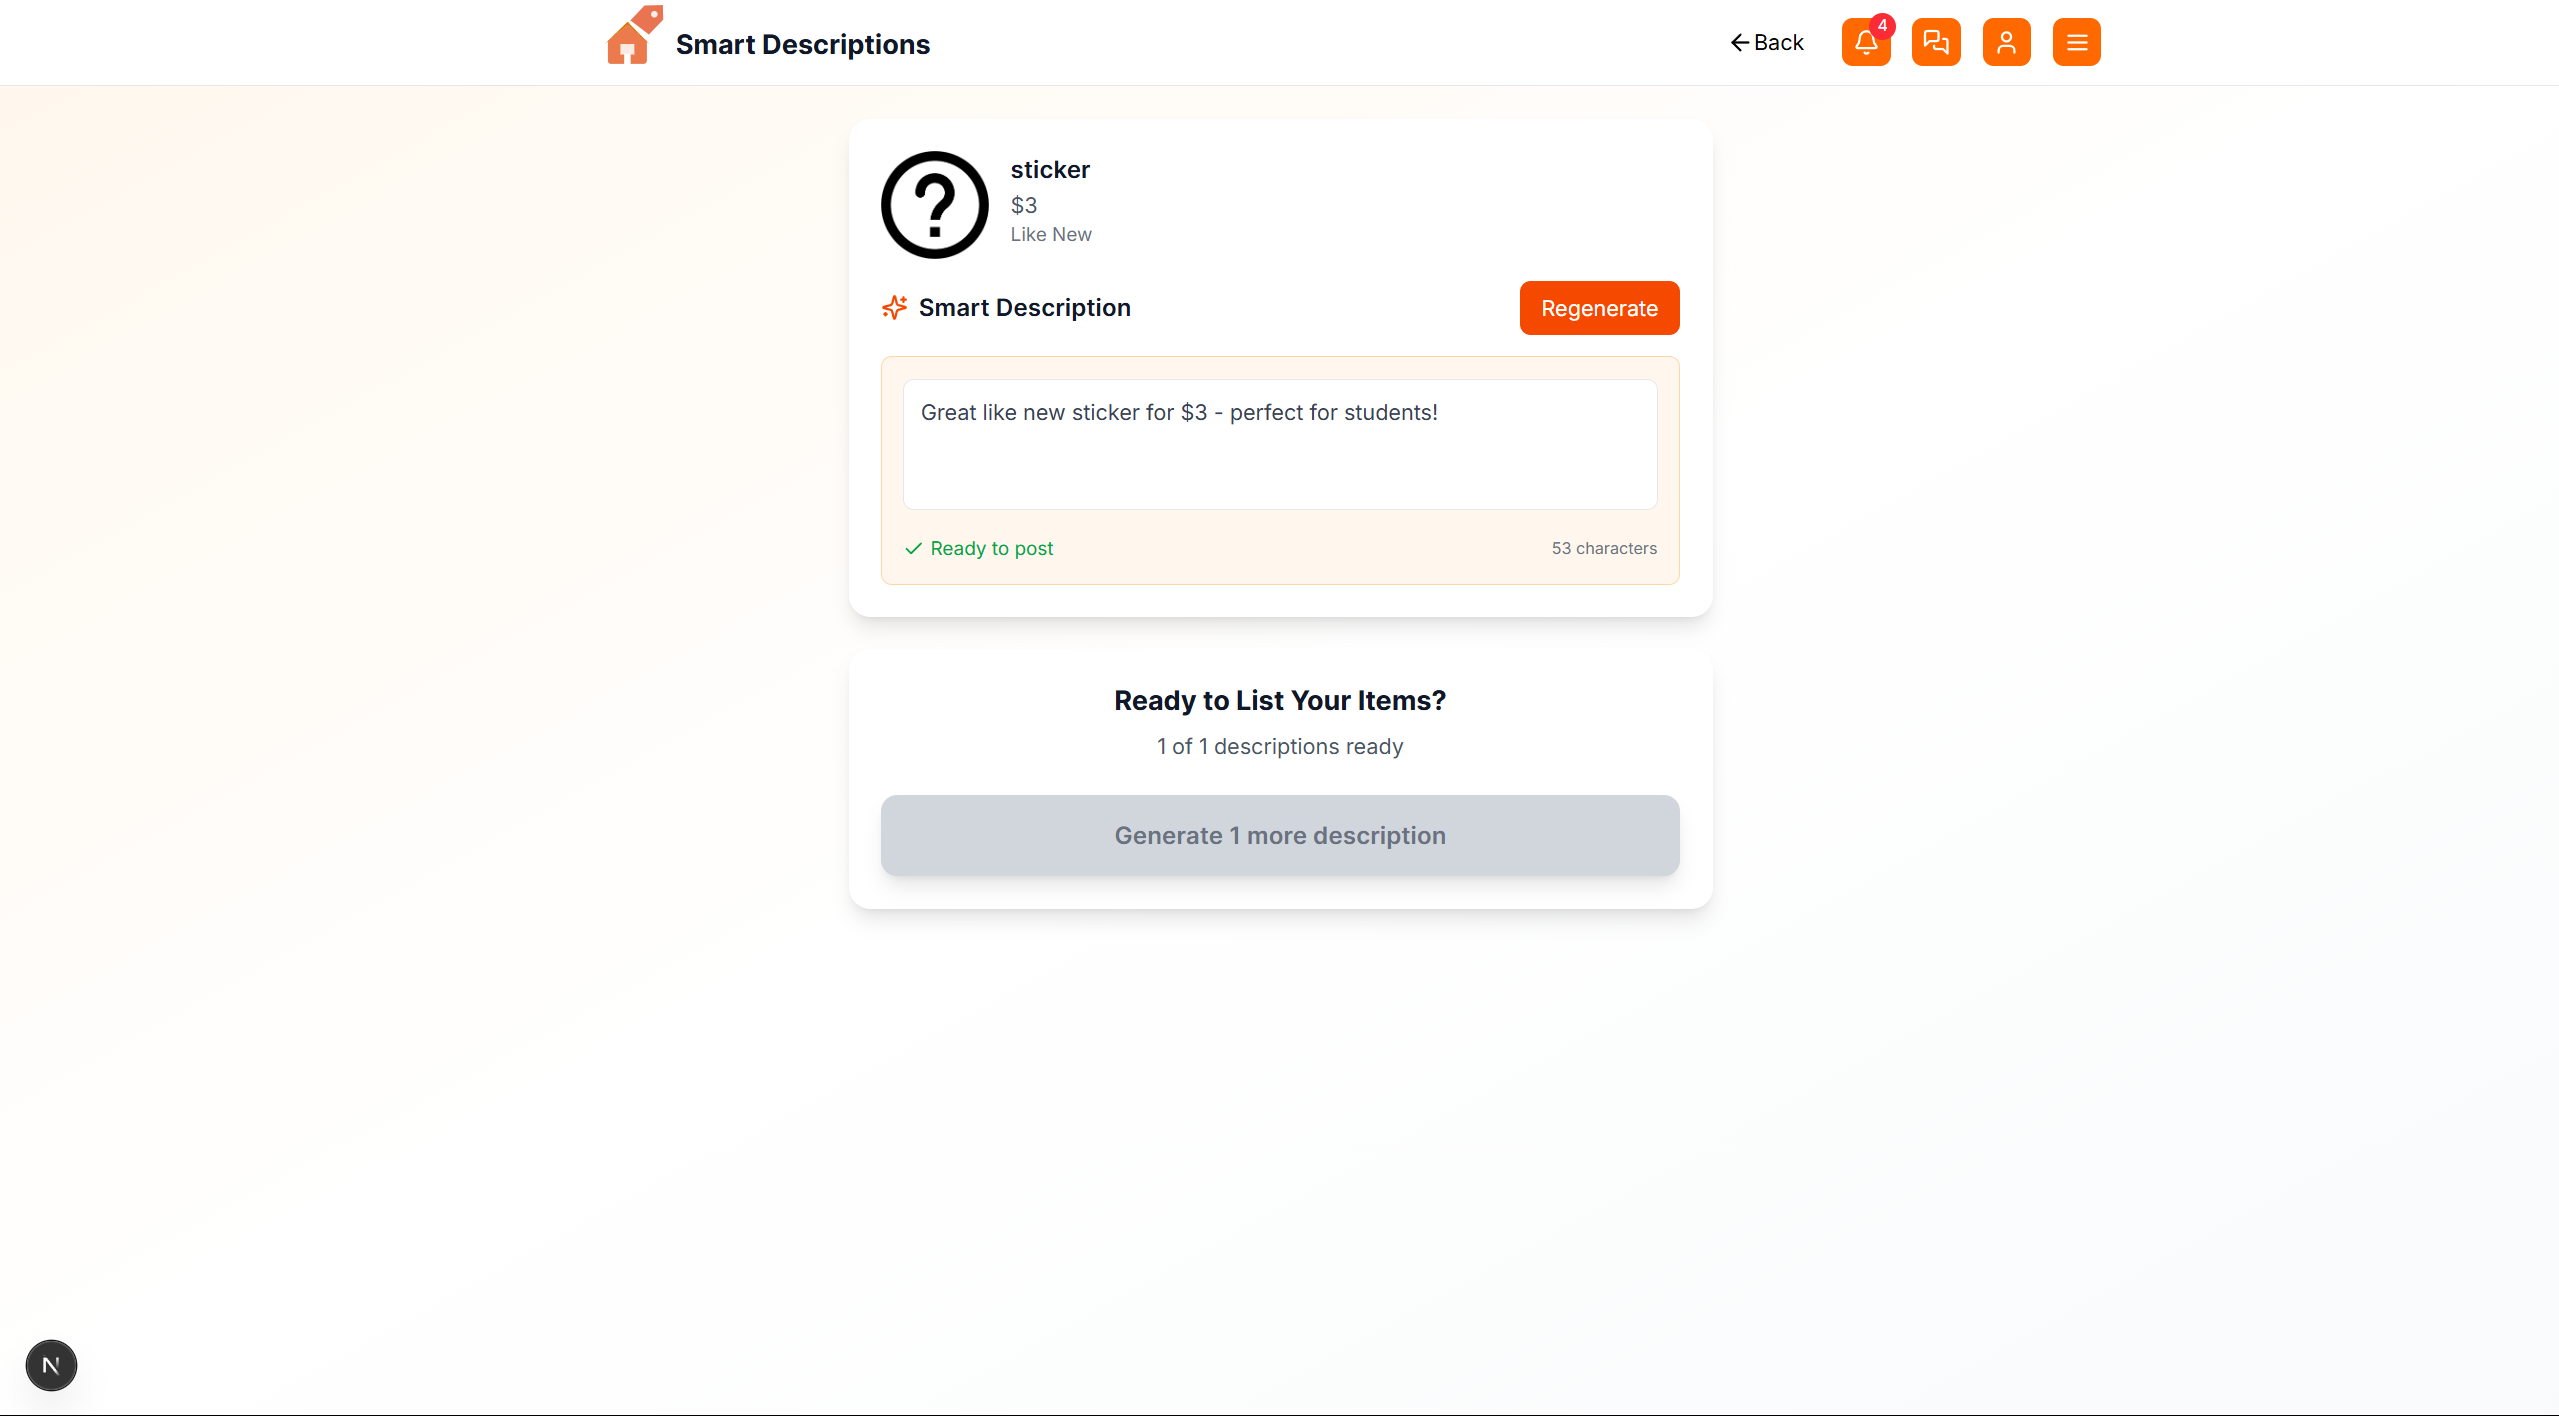 Smart Descriptions
Back
4
sticker
$3
Like New
Smart Description
Regenerate
Great like new sticker for $3 - perfect for students!
Ready to post
53 characters
Ready to List Your Items?
1 of 1 descriptions ready
Generate 1 more description
N